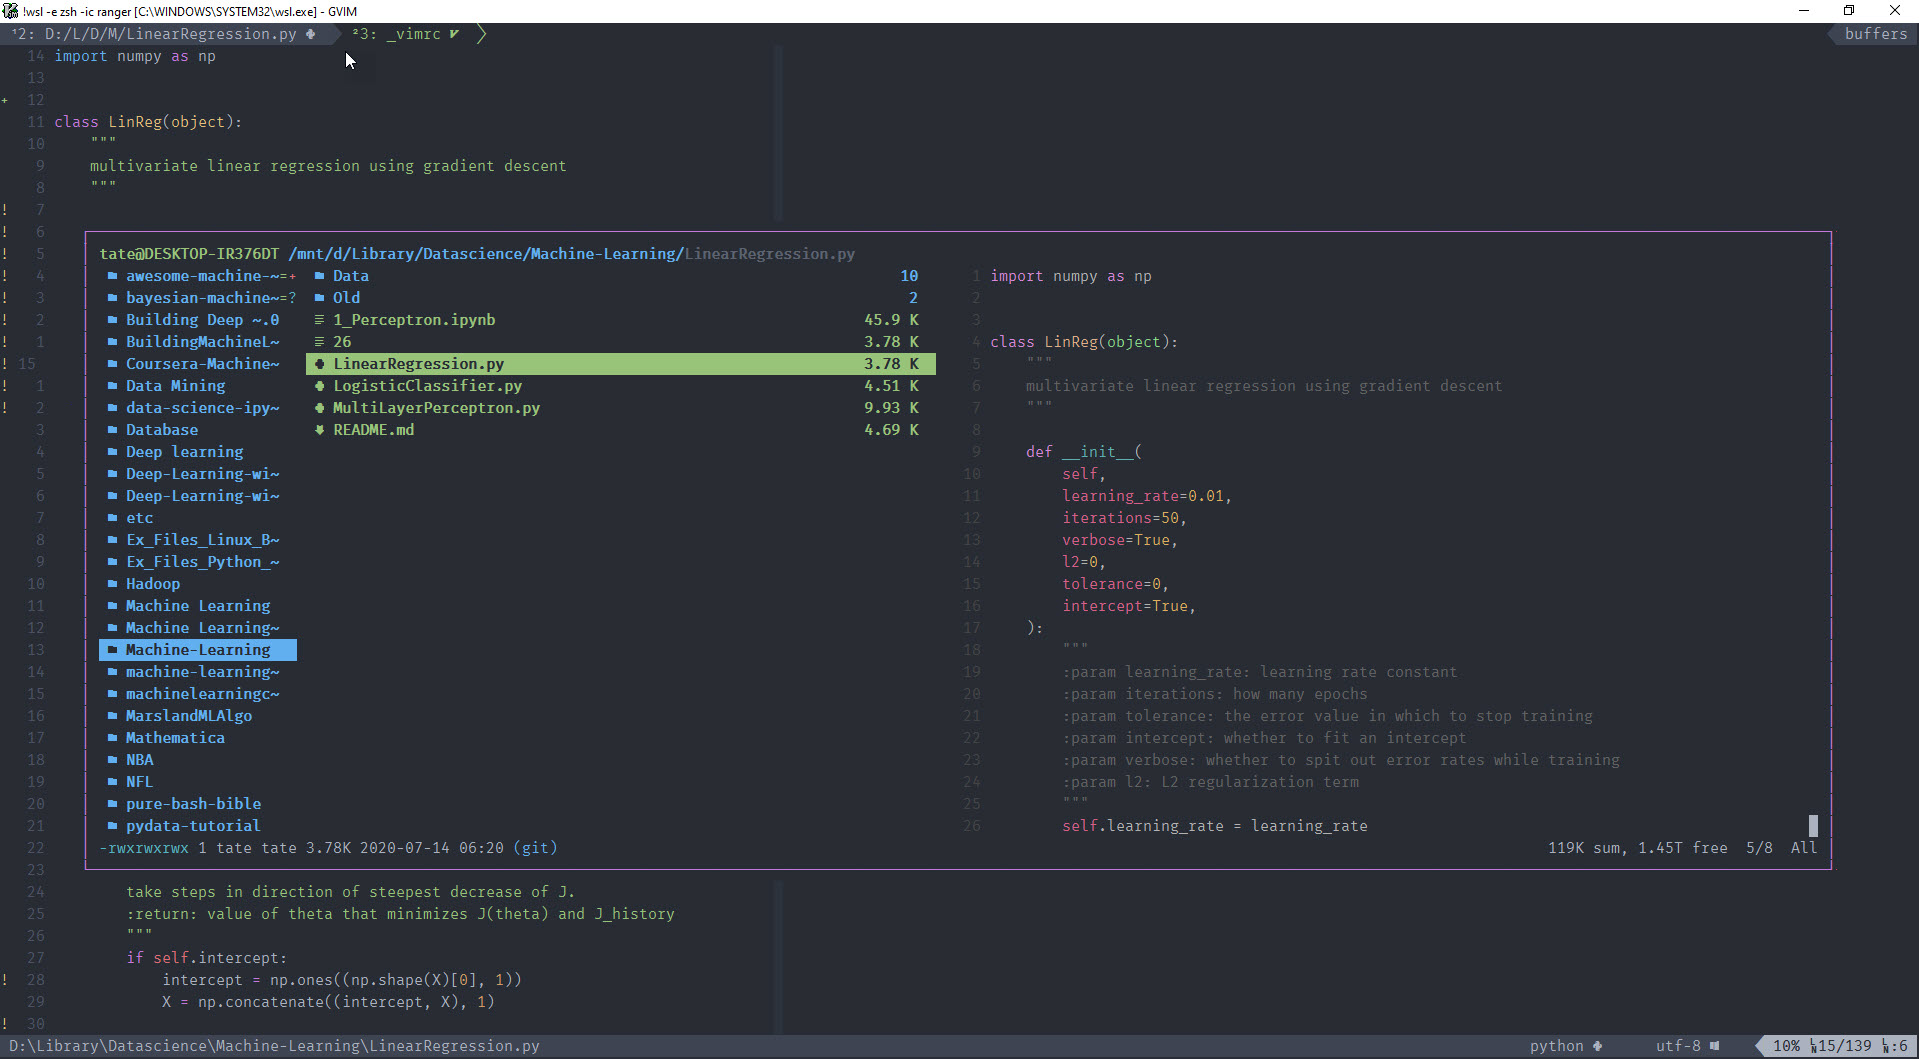 !wsl -e zsh -ic ranger [C:\WINDOWS\SYSTEM32\wsl.exe] - GVIM
¹2: D:/L/D/M/LinearRegression.py ²3: _vimrc buffers
14 import numpy as np
13
+ 12
11 class LinReg(object):
10 """
9 multivariate linear regression using gradient descent
8 """
! 7
! 6
! 5
! 4
! 3
! 2
! 1
! 15
! 1
! 2
3
4
5
6
7
8
9
10
11
12
13
14
15
16
17
18
19
20
21
22
23
tate@DESKTOP-IR376DT /mnt/d/Library/Datascience/Machine-Learning/LinearRegression.py
awesome-machine-~=+
bayesian-machine~=?
Building Deep ~.0
BuildingMachineL~
Coursera-Machine~
Data Mining
data-science-ipy~
Database
Deep learning
Deep-Learning-wi~
Deep-Learning-wi~
etc
Ex_Files_Linux_B~
Ex_Files_Python_~
Hadoop
Machine Learning
Machine Learning~
Machine-Learning
machine-learning~
machinelearningc~
MarslandMLAlgo
Mathematica
NBA
NFL
pure-bash-bible
pydata-tutorial
Data 10
Old 2
1_Perceptron.ipynb 45.9 K
26 3.78 K
LinearRegression.py 3.78 K
LogisticClassifier.py 4.51 K
MultiLayerPerceptron.py 9.93 K
README.md 4.69 K
1 import numpy as np
2
3
4 class LinReg(object):
5 """
6 multivariate linear regression using gradient descent
7 """
8
9 def __init__(
10 self,
11 learning_rate=0.01,
12 iterations=50,
13 verbose=True,
14 l2=0,
15 tolerance=0,
16 intercept=True,
17 ):
18 """
19 :param learning_rate: learning rate constant
20 :param iterations: how many epochs
21 :param tolerance: the error value in which to stop training
22 :param intercept: whether to fit an intercept
23 :param verbose: whether to spit out error rates while training
24 :param l2: L2 regularization term
25 """
26 self.learning_rate = learning_rate
-rwxrwxrwx 1 tate tate 3.78K 2020-07-14 06:20 (git) 119K sum, 1.45T free 5/8 All
24 take steps in direction of steepest decrease of J.
25 :return: value of theta that minimizes J(theta) and J_history
26 """
27 if self.intercept:
! 28 intercept = np.ones((np.shape(X)[0], 1))
29 X = np.concatenate((intercept, X), 1)
! 30
D:\Library\Datascience\Machine-Learning\LinearRegression.py python utf-8 10% 15/139 :6